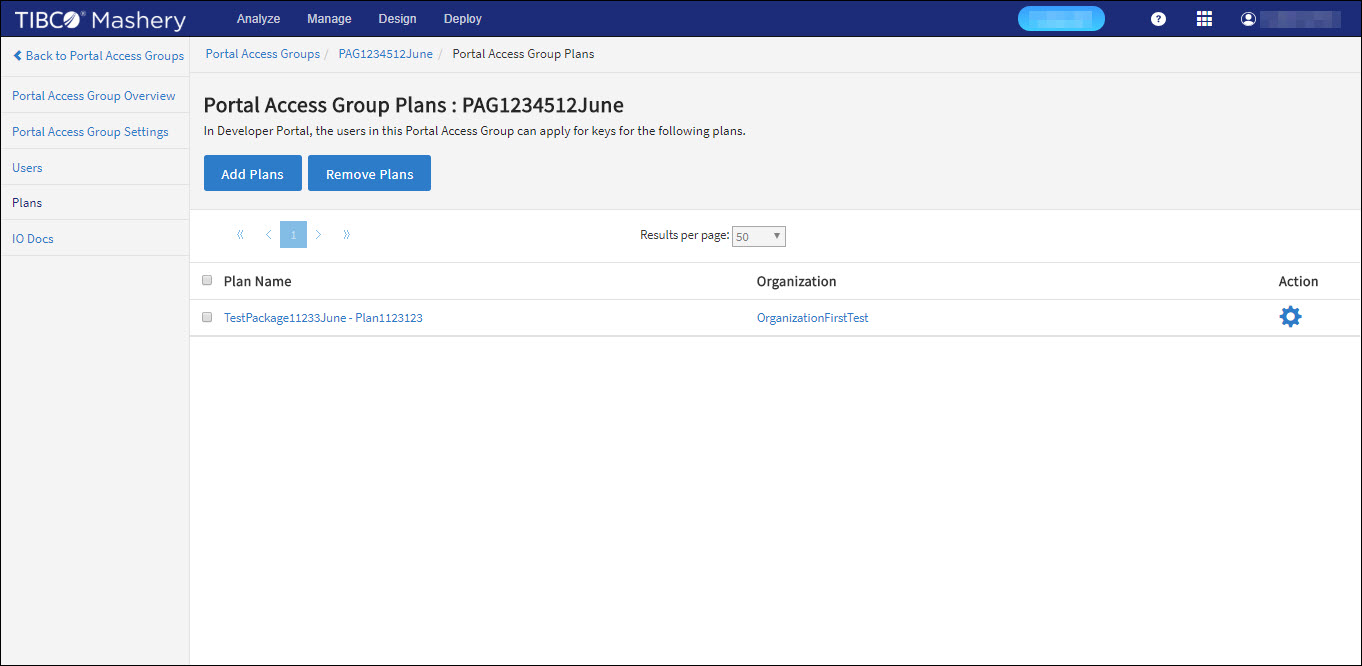 TIBCO® Mashery Analyze Manage Design Deploy ?
Back to Portal Access Groups
Portal Access Groups / PAG1234512June / Portal Access Group Plans
Portal Access Group Overview
Portal Access Group Settings
Users
Plans
IO Docs
Portal Access Group Plans : PAG1234512June
In Developer Portal, the users in this Portal Access Group can apply for keys for the following plans.
Add Plans Remove Plans
« < 1 > » Results per page: 50
Plan Name Organization Action
TestPackage11233June - Plan1123123 OrganizationFirstTest